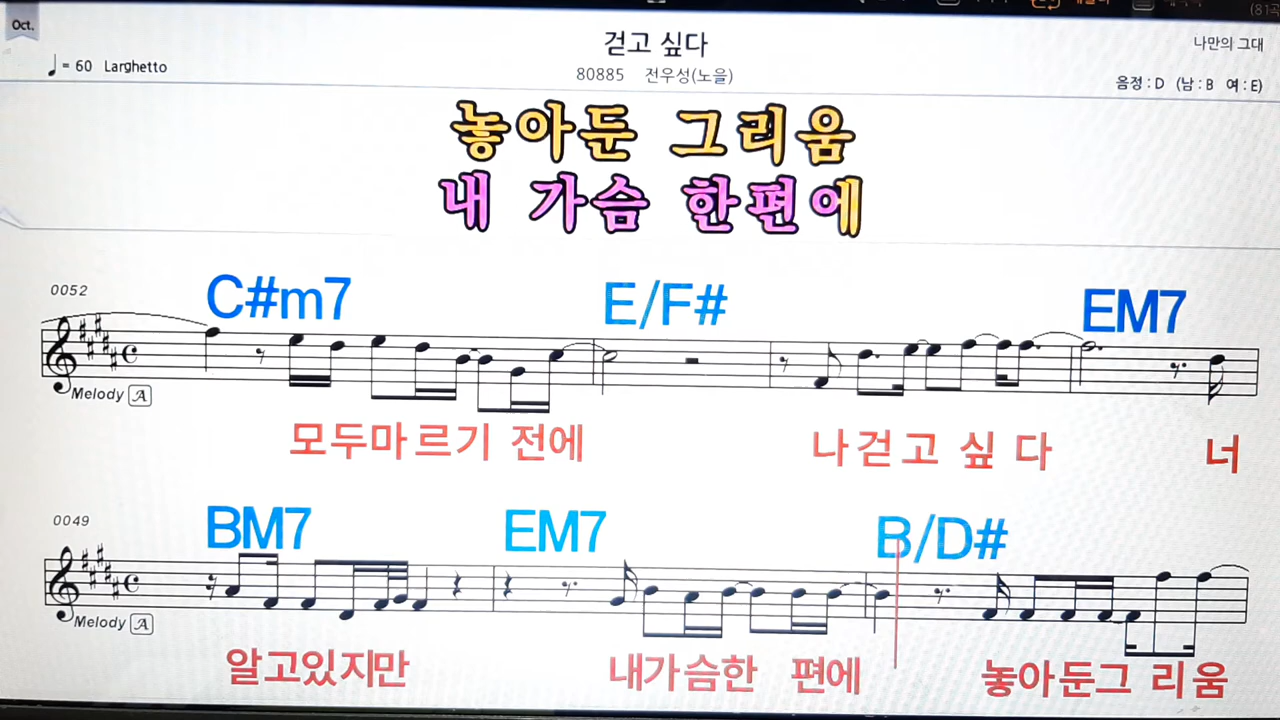 (81곡
Oct.
걷고 싶다
나만의 그대
♩= 60 Larghetto
80885 전우성(노을)
음정 : D (남 : B 여 : E)
놓아둔 그리움
내 가슴 한편에
0052
C#m7 E/F# EM7
Melody A
모두마르기 전에 나걷고 싶 다 너
0049
BM7 EM7 B/D#
Melody A
알고있지만 내가슴한 편에 놓아둔그 리움